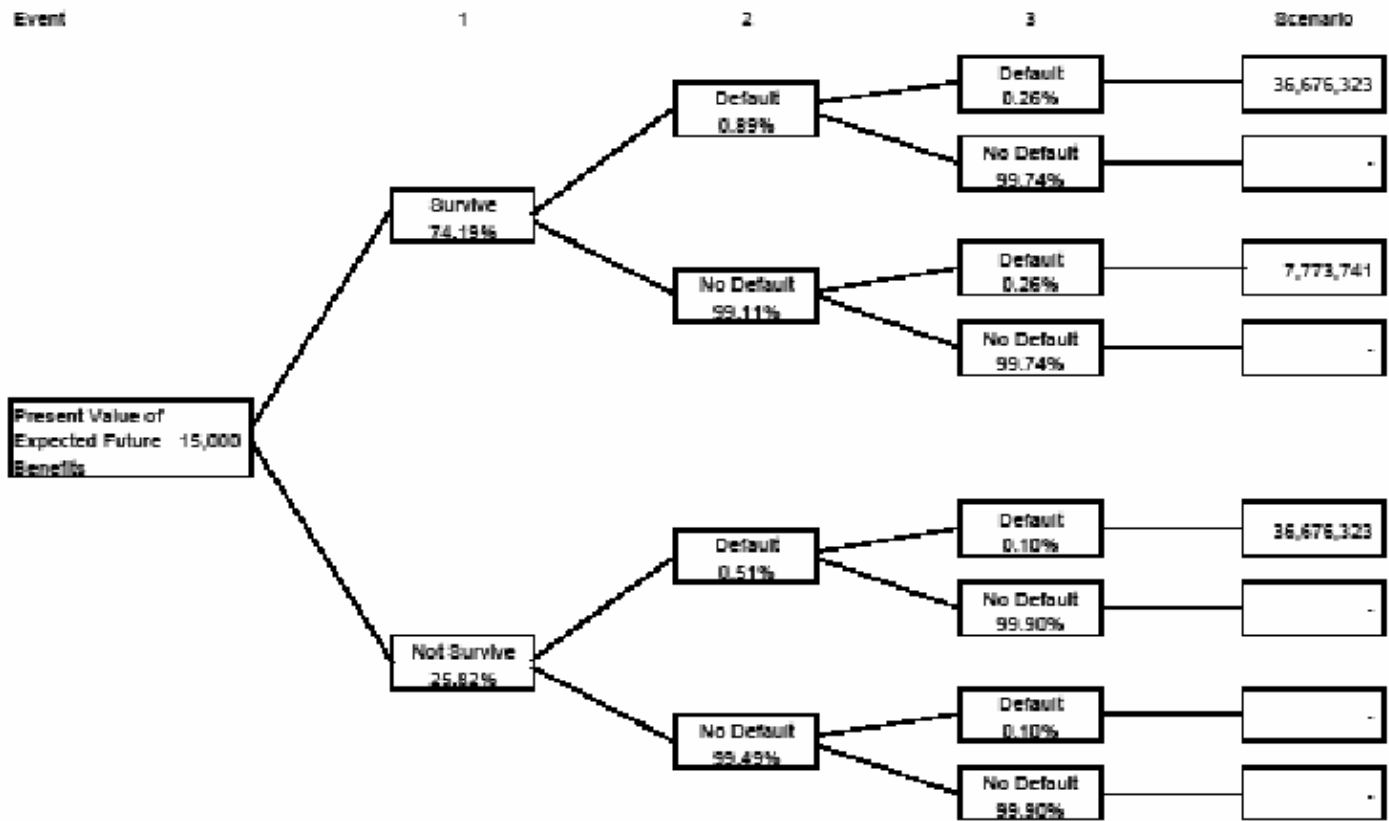 Event 1 2 3 Scenario
Default
0.26%
36,676,323
Default
0.89%
No Default
99.74%
-
Survive
74.19%
Default
0.26%
7,773,741
No Default
99.11%
No Default
99.74%
-
Present Value of
Expected Future 15,000
Benefits
Default
0.10%
36,676,323
Default
0.51%
No Default
99.90%
-
Not Survive
25.82%
Default
0.10%
-
No Default
99.49%
No Default
99.90%
-